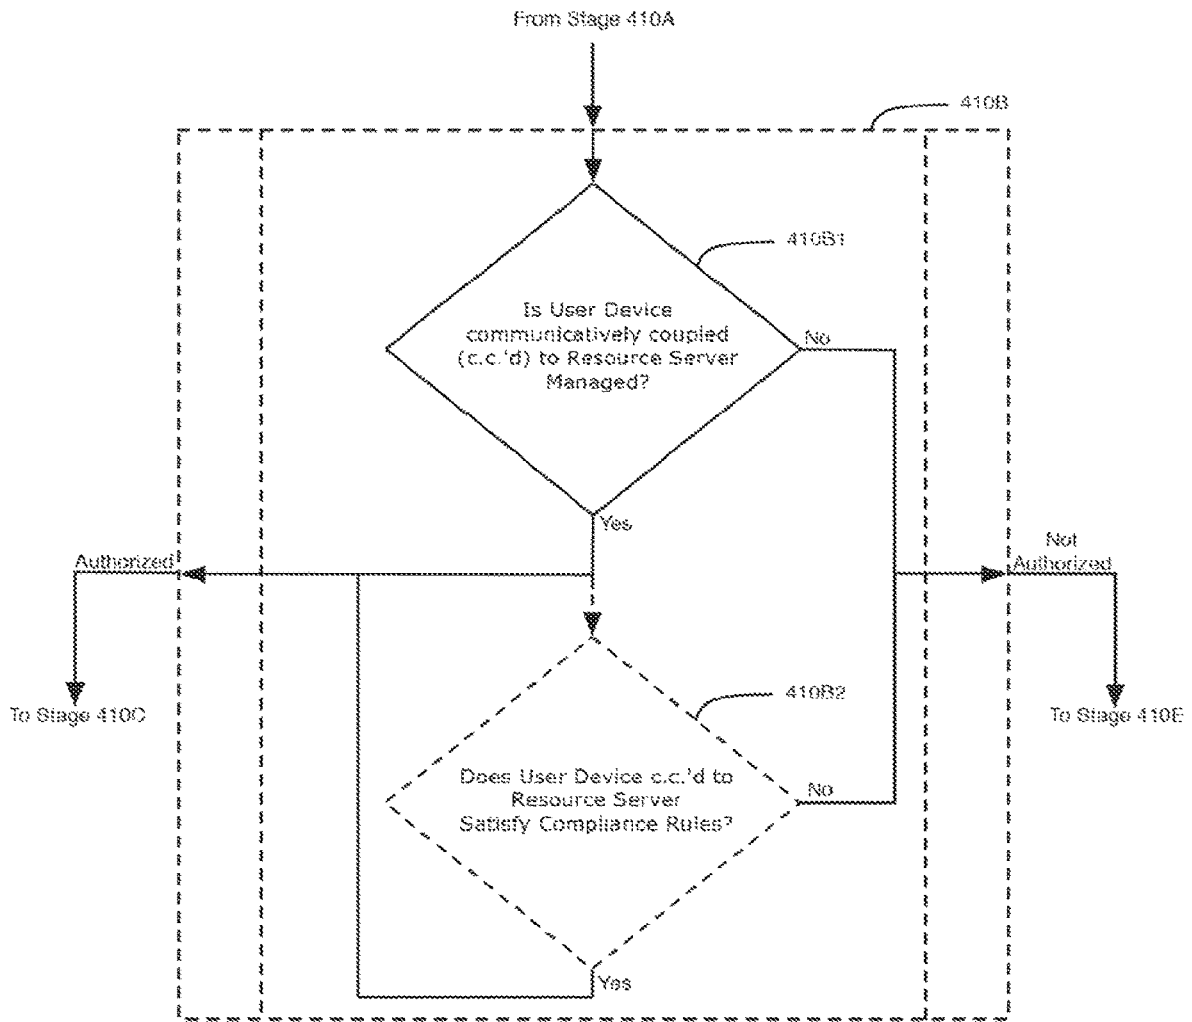 From Stage 410A
410B
410B1
Is User Device
communicatively coupled
(c.c.'d) to Resource Server
Managed?
No
Yes
Authorized
Not
Authorized
To Stage 410C
To Stage 410E
410B2
Does User Device c.c.'d to
Resource Server
Satisfy Compliance Rules?
No
Yes